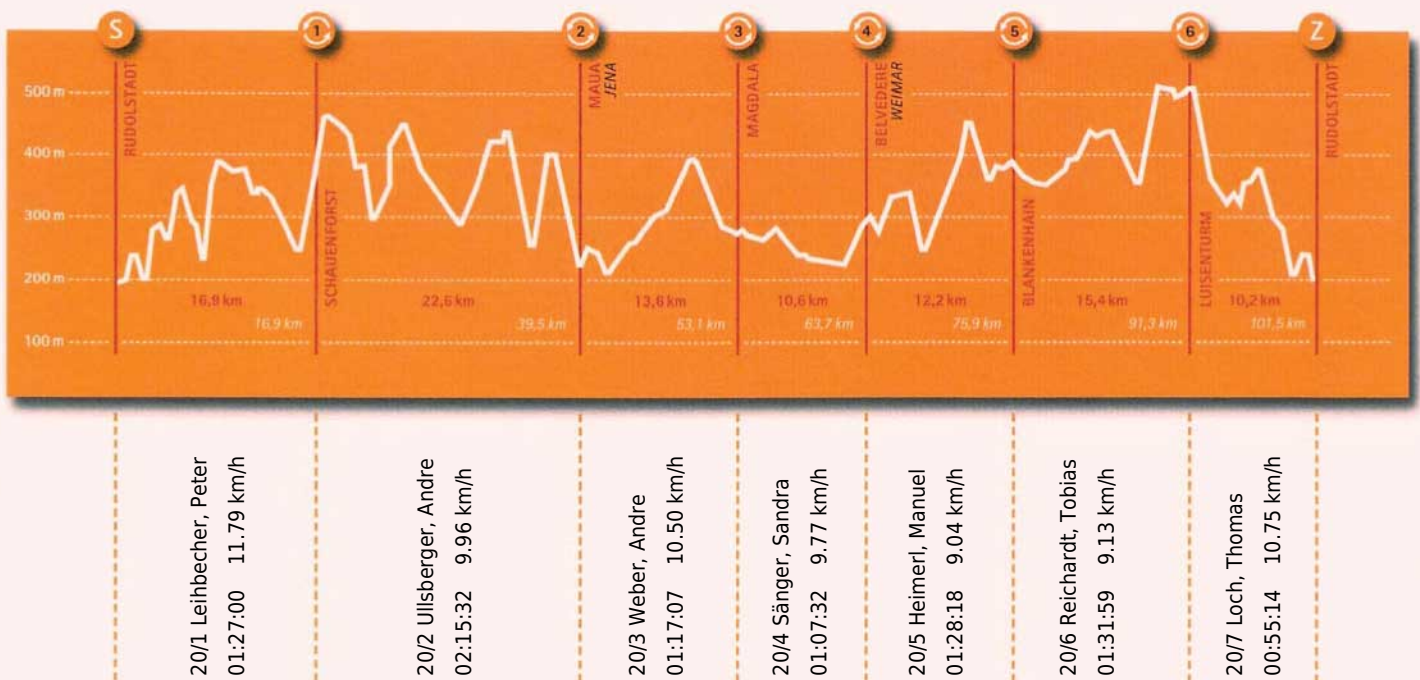 S
1
2
3
4
5
6
Z
RUDOLSTADT
SCHAUENFORST
MAUA
JENA
MAGDALA
BELVEDERE
WEIMAR
BLANKENHAIN
LUISENTURM
RUDOLSTADT
500 m
400 m
300 m
200 m
100 m
16,9 km
22,6 km
13,6 km
10,6 km
12,2 km
15,4 km
10,2 km
16,9 km
39,5 km
53,1 km
63,7 km
75,9 km
91,3 km
101,5 km
20/1 Leihbecher, Peter
01:27:00 11.79 km/h
20/2 Ullsberger, Andre
02:15:32 9.96 km/h
20/3 Weber, Andre
01:17:07 10.50 km/h
20/4 Sänger, Sandra
01:07:32 9.77 km/h
20/5 Heimerl, Manuel
01:28:18 9.04 km/h
20/6 Reichardt, Tobias
01:31:59 9.13 km/h
20/7 Loch, Thomas
00:55:14 10.75 km/h